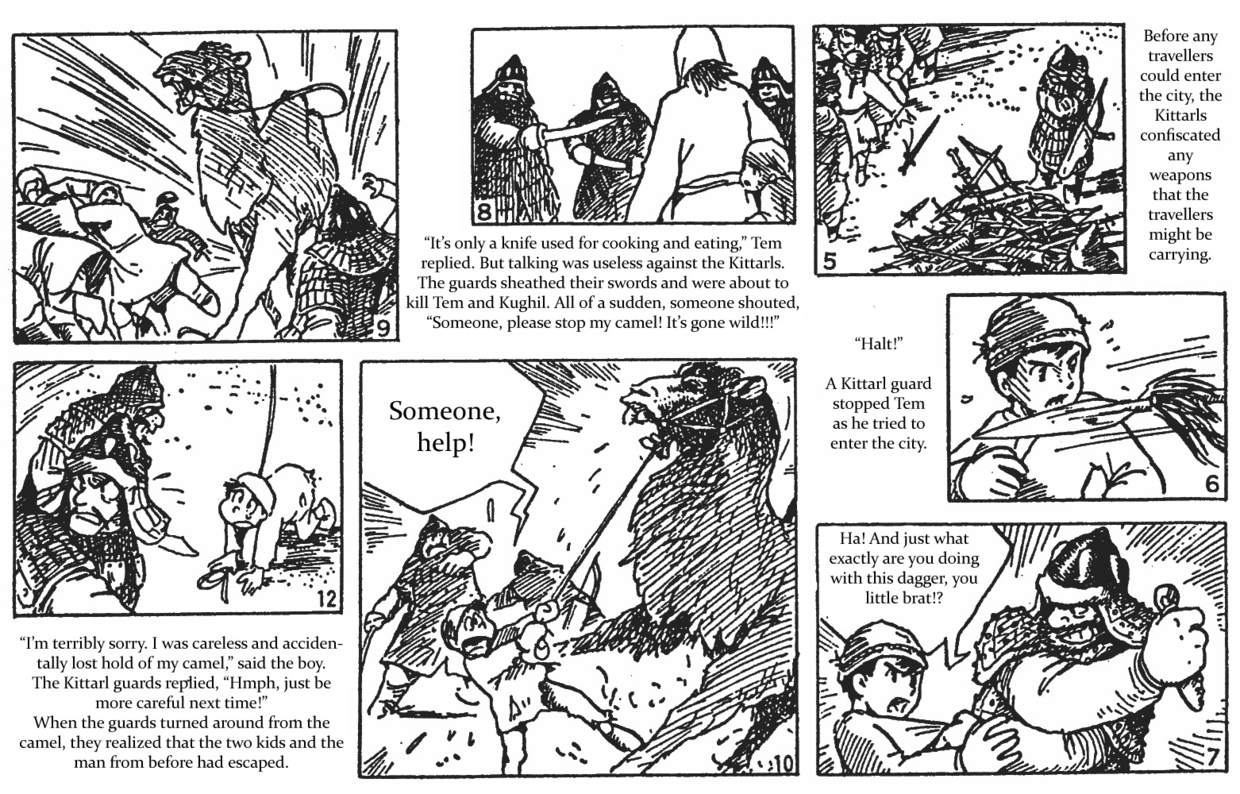 Before any
travellers
could enter
the city, the
Kittarls
confiscated
any
weapons
that the
travellers
might be
carrying.
5
“Halt!”
A Kittarl guard
stopped Tem
as he tried to
enter the city.
6
Ha! And just what
exactly are you doing
with this dagger, you
little brat!?
7
8
“It’s only a knife used for cooking and eating,” Tem
replied. But talking was useless against the Kittarls.
The guards sheathed their swords and were about to
kill Tem and Kughil. All of a sudden, someone shouted,
“Someone, please stop my camel! It’s gone wild!!!”
9
Someone,
help!
10
12
“I’m terribly sorry. I was careless and acciden-
tally lost hold of my camel,” said the boy.
The Kittarl guards replied, “Hmph, just be
more careful next time!”
When the guards turned around from the
camel, they realized that the two kids and the
man from before had escaped.